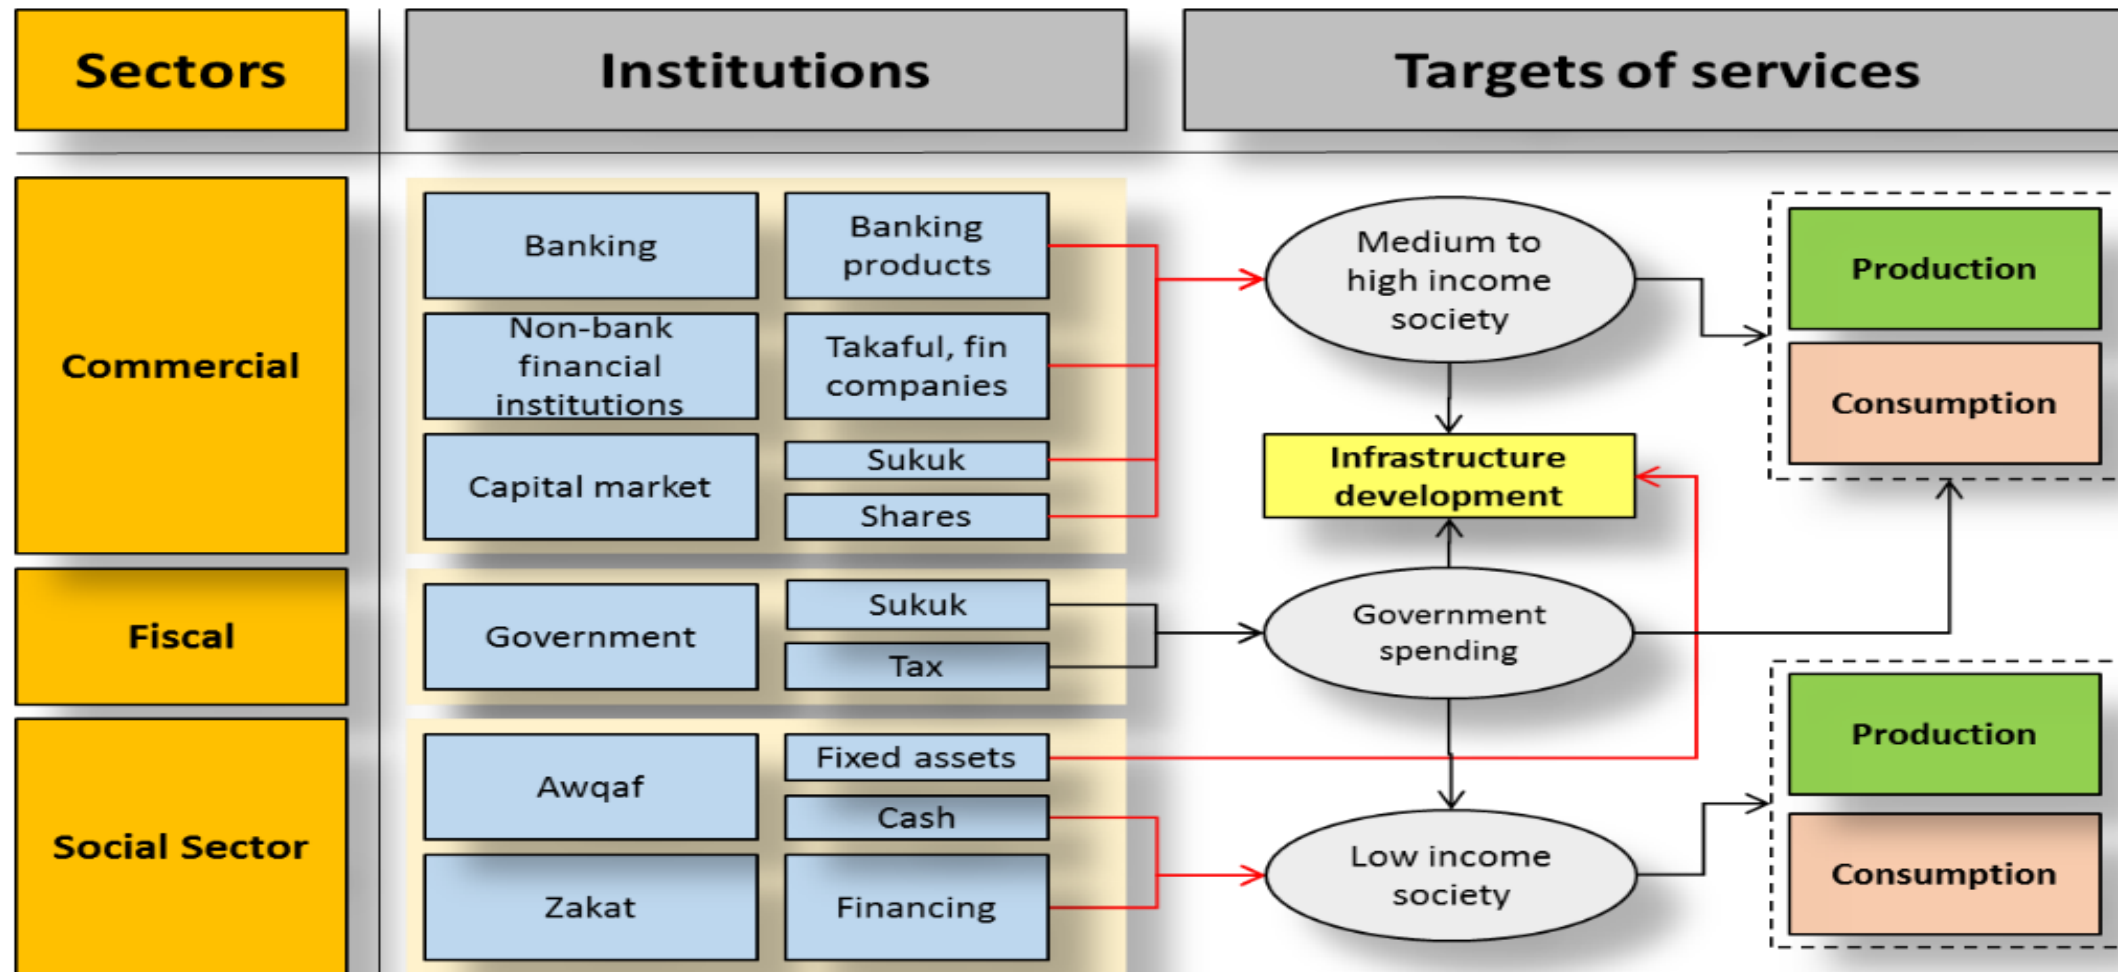 Sectors
Institutions
Targets of services
Commercial
Banking
Banking
products
Non-bank
financial
institutions
Takaful, fin
companies
Capital market
Sukuk
Shares
Medium to
high income
society
Production
Consumption
Infrastructure
development
Fiscal
Government
Sukuk
Tax
Government
spending
Social Sector
Awqaf
Fixed assets
Cash
Zakat
Financing
Low income
society
Production
Consumption